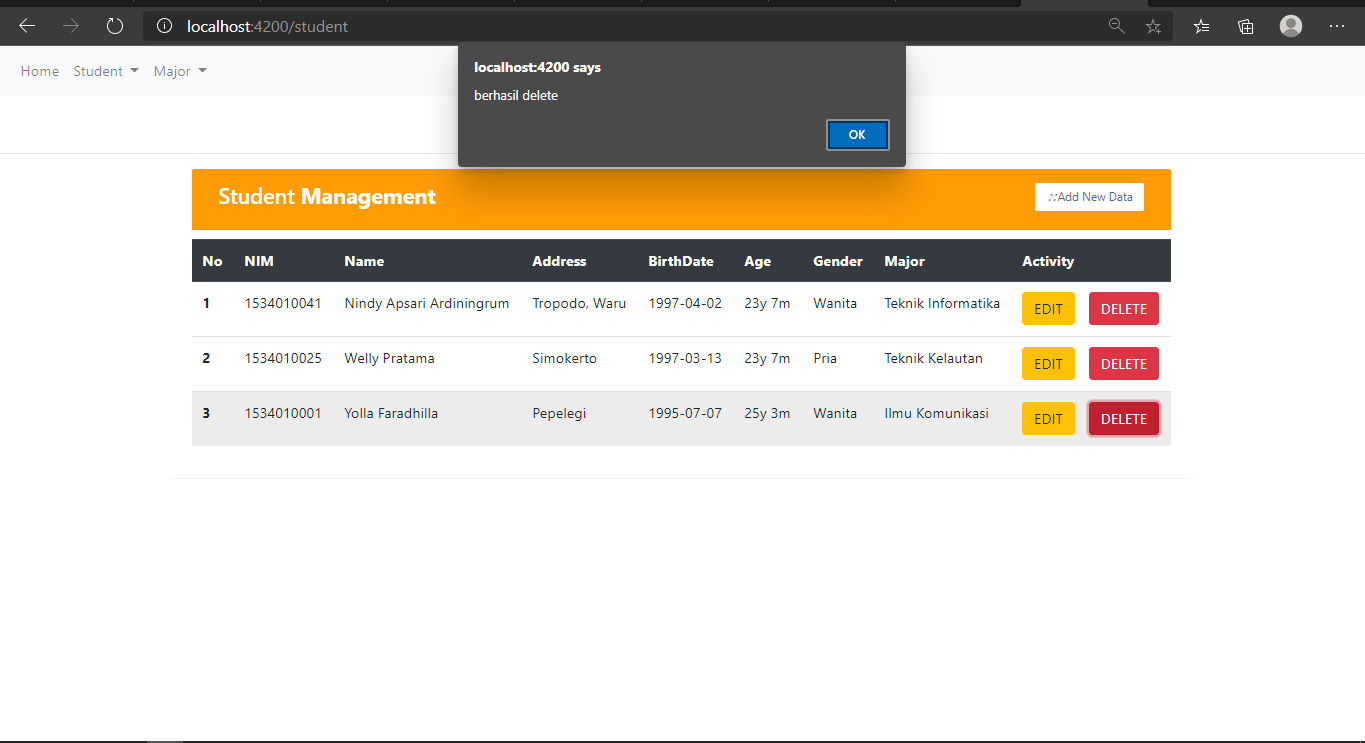 localhost:4200/student
localhost:4200 says
berhasil delete
OK
Home Student Major
Student Management
Add New Data
No NIM Name Address BirthDate Age Gender Major Activity
1 1534010041 Nindy Apsari Ardiningrum Tropodo, Waru 1997-04-02 23y 7m Wanita Teknik Informatika EDIT DELETE
2 1534010025 Welly Pratama Simokerto 1997-03-13 23y 7m Pria Teknik Kelautan EDIT DELETE
3 1534010001 Yolla Faradhilla Pepelegi 1995-07-07 25y 3m Wanita Ilmu Komunikasi EDIT DELETE